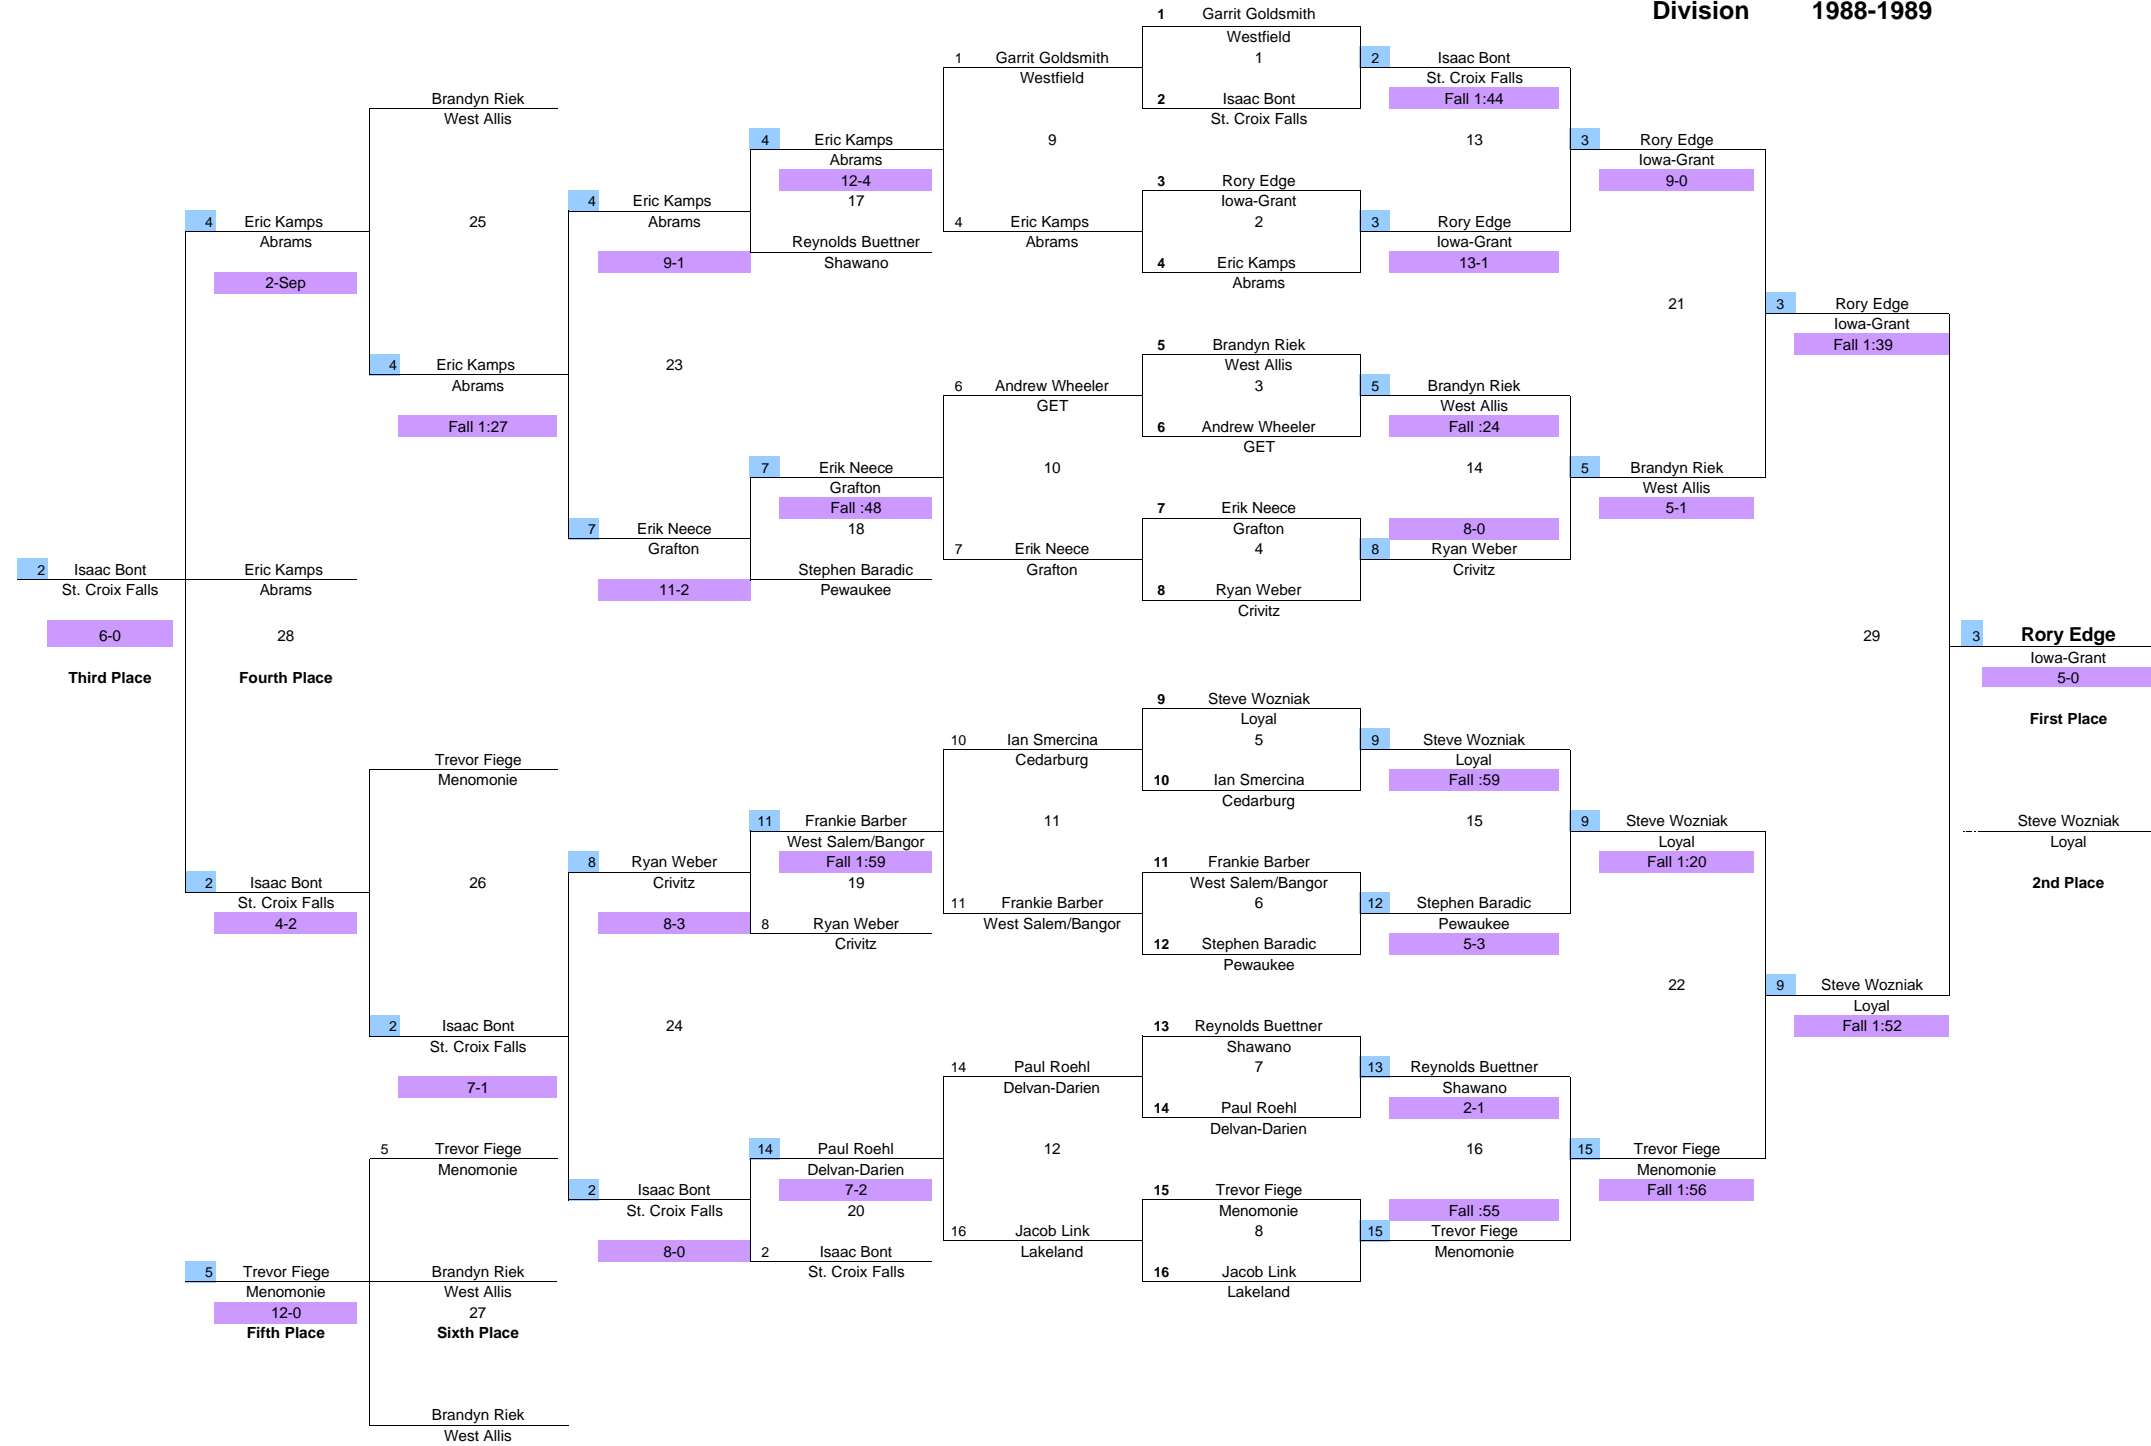 Division 1988-1989
1 Garrit Goldsmith
Westfield
1
2 Isaac Bont
St. Croix Falls
3 Rory Edge
Iowa-Grant
2
4 Eric Kamps
Abrams
5 Brandyn Riek
West Allis
3
6 Andrew Wheeler
GET
7 Erik Neece
Grafton
4
8 Ryan Weber
Crivitz
9 Steve Wozniak
Loyal
5
10 Ian Smercina
Cedarburg
11 Frankie Barber
West Salem/Bangor
6
12 Stephen Baradic
Pewaukee
13 Reynolds Buettner
Shawano
7
14 Paul Roehl
Delvan-Darien
15 Trevor Fiege
Menomonie
8
16 Jacob Link
Lakeland
2 Isaac Bont
St. Croix Falls
Fall 1:44
13
3 Rory Edge
Iowa-Grant
13-1
5 Brandyn Riek
West Allis
Fall :24
14
8-0
8 Ryan Weber
Crivitz
9 Steve Wozniak
Loyal
Fall :59
15
12 Stephen Baradic
Pewaukee
5-3
13 Reynolds Buettner
Shawano
2-1
16
Fall :55
15 Trevor Fiege
Menomonie
3 Rory Edge
Iowa-Grant
9-0
21
5 Brandyn Riek
West Allis
5-1
9 Steve Wozniak
Loyal
Fall 1:20
22
15 Trevor Fiege
Menomonie
Fall 1:56
3 Rory Edge
Iowa-Grant
Fall 1:39
29
9 Steve Wozniak
Loyal
Fall 1:52
3 Rory Edge
Iowa-Grant
5-0
First Place
Steve Wozniak
Loyal
2nd Place
1 Garrit Goldsmith
Westfield
9
4 Eric Kamps
Abrams
6 Andrew Wheeler
GET
10
7 Erik Neece
Grafton
10 Ian Smercina
Cedarburg
11
11 Frankie Barber
West Salem/Bangor
14 Paul Roehl
Delvan-Darien
12
16 Jacob Link
Lakeland
4 Eric Kamps
Abrams
12-4
17
Reynolds Buettner
Shawano
7 Erik Neece
Grafton
Fall :48
18
Stephen Baradic
Pewaukee
11 Frankie Barber
West Salem/Bangor
Fall 1:59
19
8 Ryan Weber
Crivitz
14 Paul Roehl
Delvan-Darien
7-2
20
2 Isaac Bont
St. Croix Falls
4 Eric Kamps
Abrams
9-1
23
7 Erik Neece
Grafton
11-2
8 Ryan Weber
Crivitz
8-3
24
2 Isaac Bont
St. Croix Falls
8-0
Brandyn Riek
West Allis
25
4 Eric Kamps
Abrams
Fall 1:27
Trevor Fiege
Menomonie
26
2 Isaac Bont
St. Croix Falls
7-1
4 Eric Kamps
Abrams
2-Sep
2 Isaac Bont
St. Croix Falls
4-2
2 Isaac Bont
St. Croix Falls
6-0
Third Place
Eric Kamps
Abrams
28
Fourth Place
5 Trevor Fiege
Menomonie
Brandyn Riek
West Allis
27
Sixth Place
5 Trevor Fiege
Menomonie
12-0
Fifth Place
Brandyn Riek
West Allis